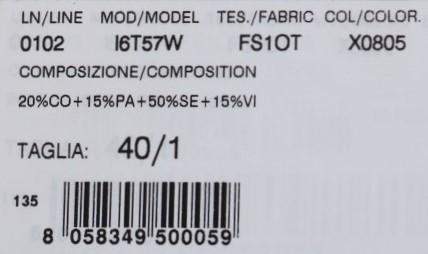 LN/LINE MOD/MODEL TES./FABRIC COL/COLOR.
0102 I6T57W FS1OT X0805
COMPOSIZIONE/COMPOSITION
20%CO+15%PA+50%SE+15%VI
TAGLIA: 40/1
135
8 058349 500059